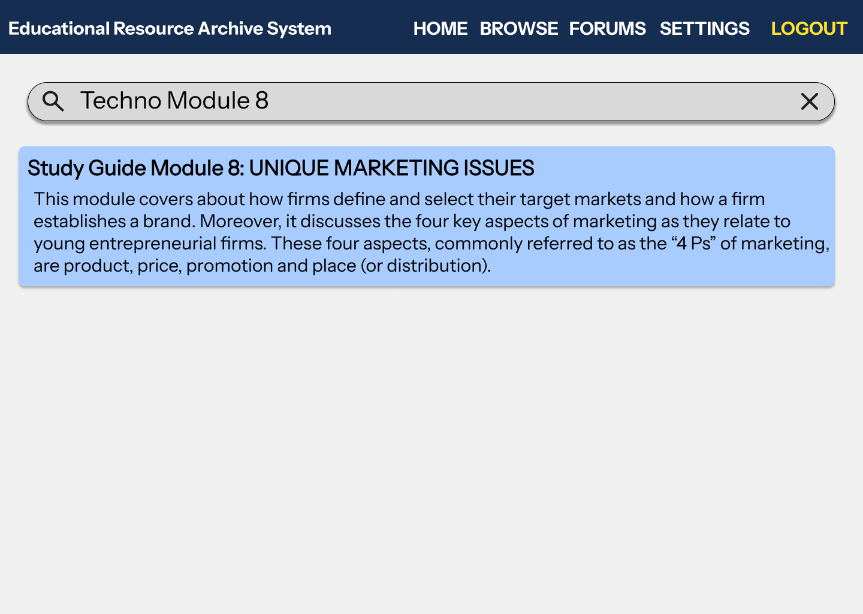 Educational Resource Archive System HOME BROWSE FORUMS SETTINGS LOGOUT
Techno Module 8
Study Guide Module 8: UNIQUE MARKETING ISSUES
This module covers about how firms define and select their target markets and how a firm
establishes a brand. Moreover, it discusses the four key aspects of marketing as they relate to
young entrepreneurial firms. These four aspects, commonly referred to as the “4 Ps” of marketing,
are product, price, promotion and place (or distribution).